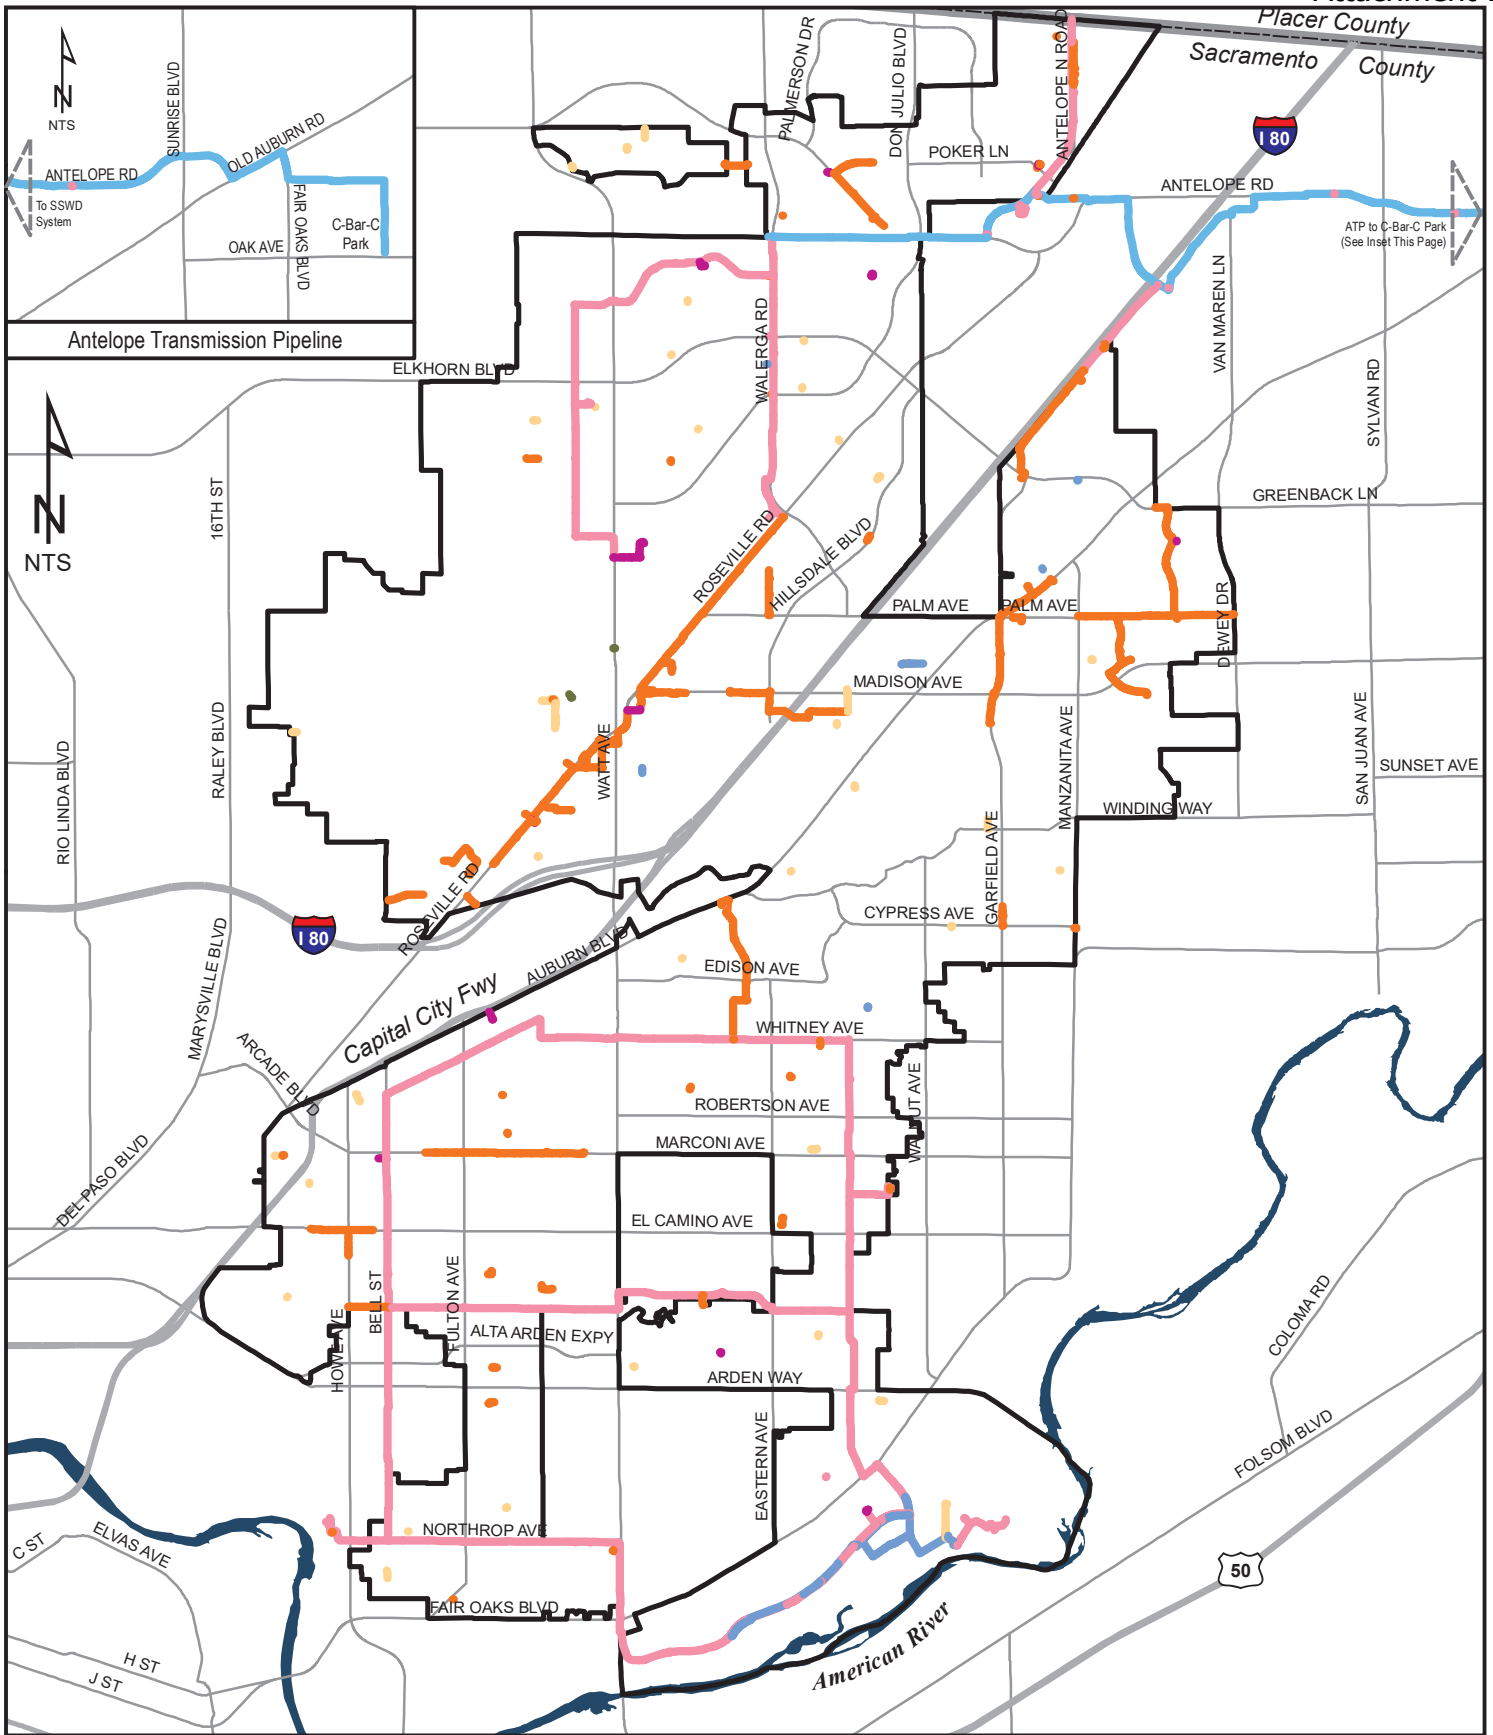 Placer County
Sacramento County
N
NTS
SUNRISE BLVD
OLD AUBURN RD
ANTELOPE RD
To SSWD
System
FAIR OAKS BLVD
C-Bar-C
Park
OAK AVE
Antelope Transmission Pipeline
PALMERSON DR
DON JULIO BLVD
ANTELOPE N ROAD
I 80
POKER LN
ANTELOPE RD
ATP to C-Bar-C Park
(See Inset This Page)
WALERGA RD
VAN MAREN LN
SYLVAN RD
ELKHORN BLVD
N
NTS
16TH ST
GREENBACK LN
ROSEVILLE RD
HILLSDALE BLVD
PALM AVE
PALM AVE
DEWEY DR
MADISON AVE
RALEY BLVD
RIO LINDA BLVD
WATT AVE
MANZANITA AVE
SAN JUAN AVE
SUNSET AVE
WINDING WAY
GARFIELD AVE
ROSEVILLE RD
CYPRESS AVE
I 80
MARYSVILLE BLVD
AUBURN BLVD
EDISON AVE
Capital City Fwy
WHITNEY AVE
ARCADE BLVD
WALNUT AVE
ROBERTSON AVE
MARCONI AVE
DEL PASO BLVD
EL CAMINO AVE
HOWE AVE
BELL ST
FULTON AVE
ALTA ARDEN EXPY
ARDEN WAY
COLOMA RD
EASTERN AVE
FOLSOM BLVD
NORTHROP AVE
C ST
ELVAS AVE
50
FAIR OAKS BLVD
American River
H ST
J ST